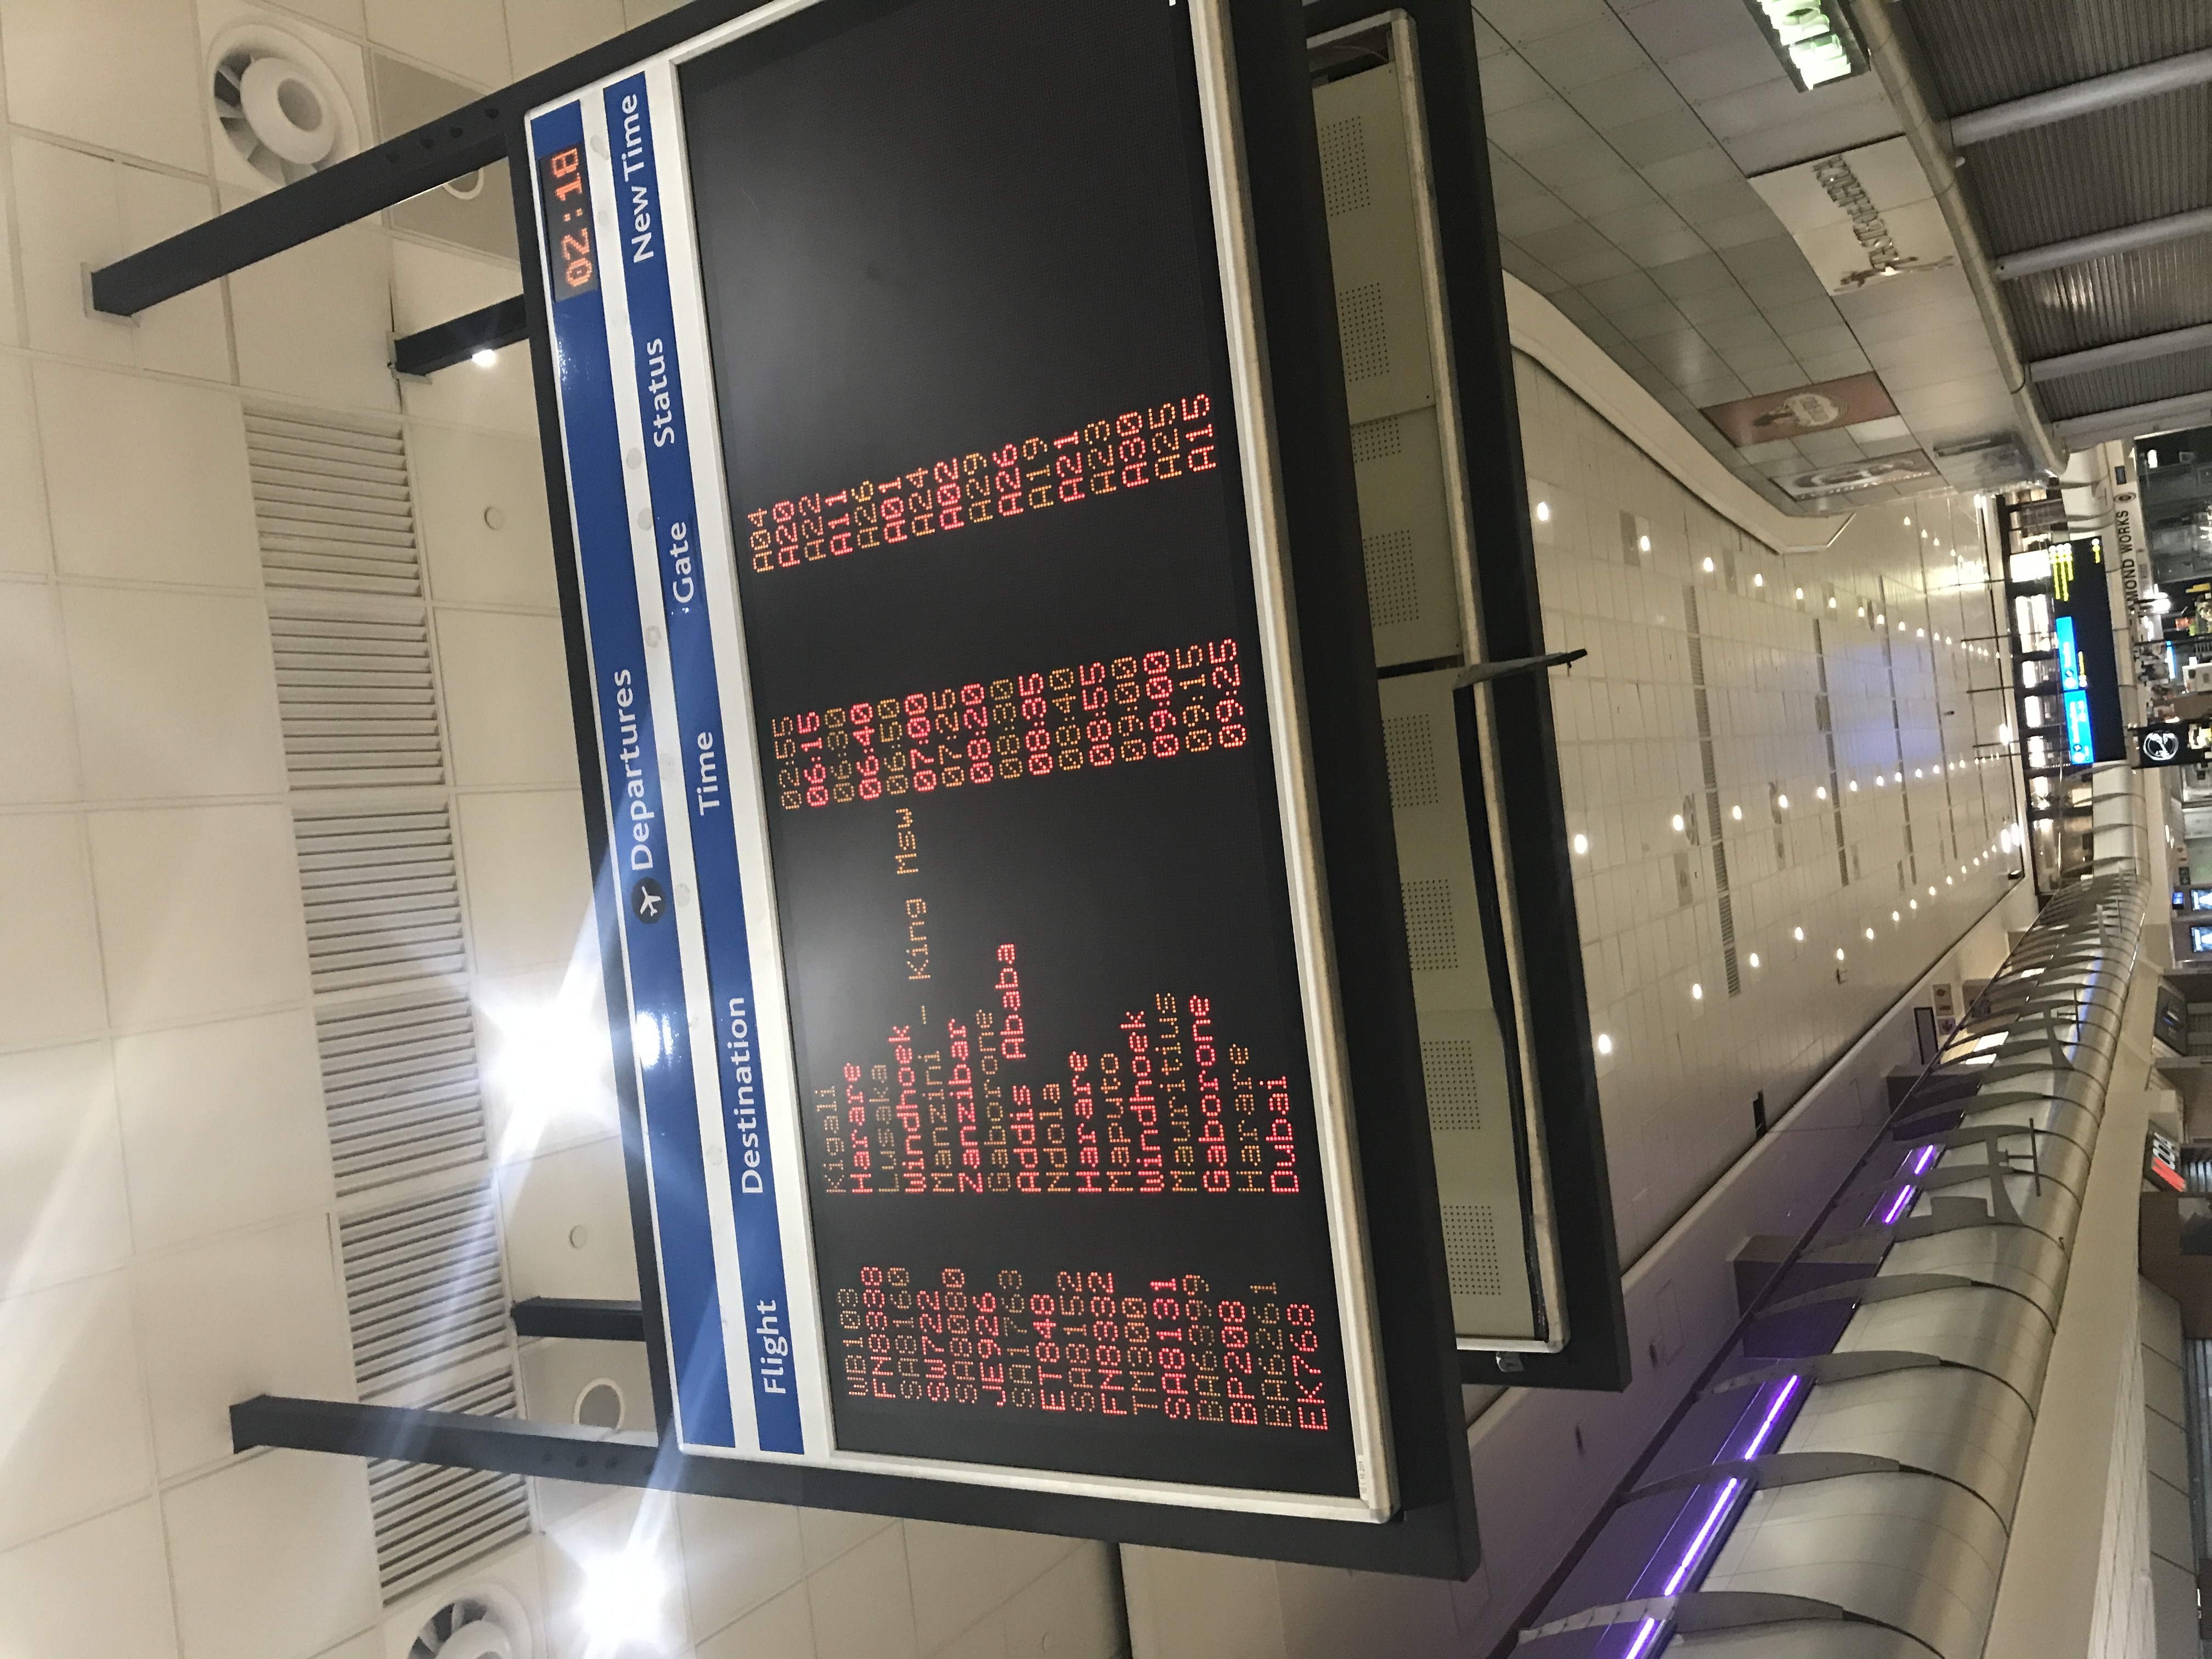 02:18
Departures
Flight Destination Time Gate Status New Time
WB103 Kigali 02:55 A04
FN8338 Harare 06:15 A20
SA8160 Lusaka 06:30 A22
SW722 Windhoek 06:40 A11
SA8080 Manzini - King Msw 06:50 A26
JE926 Zanzibar 07:00 A01
SA1763 Gaborone 07:25 A24
ET848 Addis Ababa 08:20 A02
SA8152 Ndola 08:30 A29
FN8332 Harare 08:35 A26
TM300 Maputo 08:40 A19
SA8131 Windhoek 08:55 A21
BA6399 Mauritius 09:00 A23
BP208 Gaborone 09:00 A30
BA6261 Harare 09:15 A25
EK768 Dubai 09:25 A15
TASTE OF AFRICA
WORKS